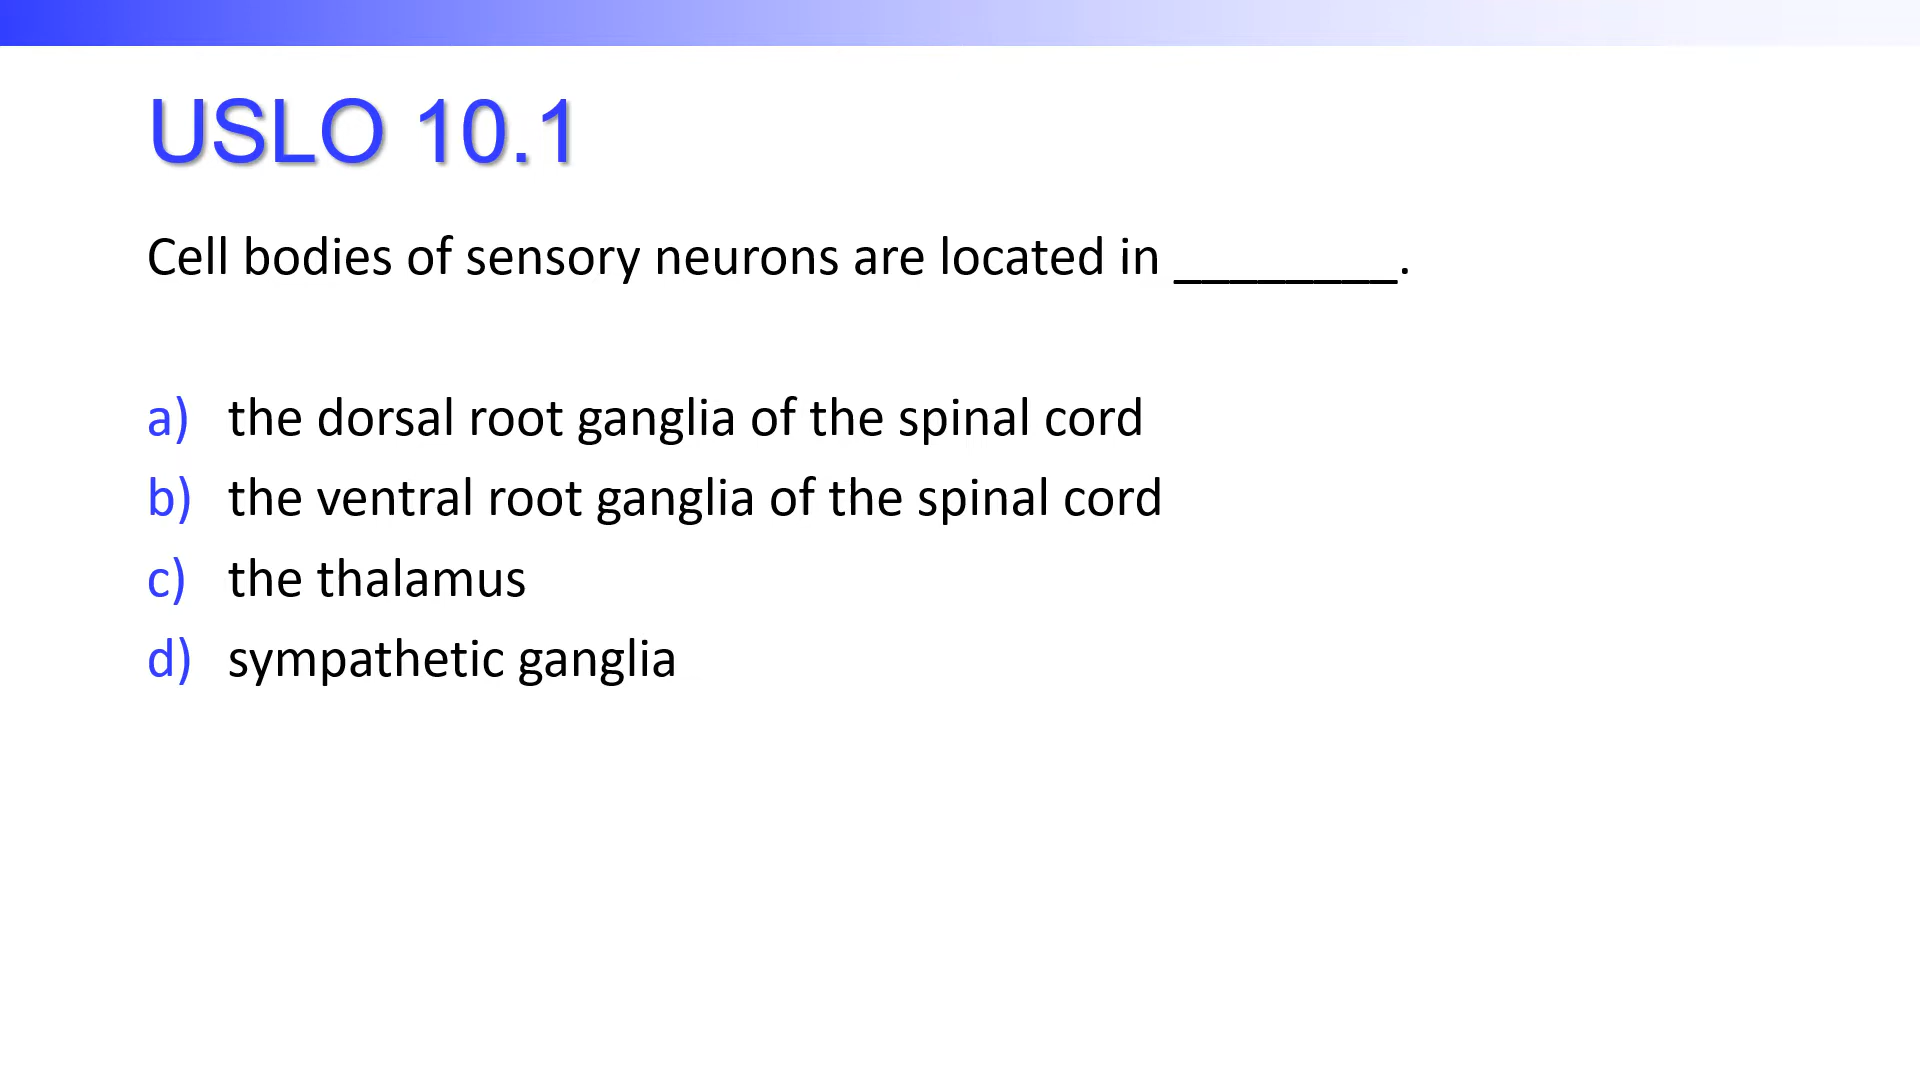 USLO 10.1
Cell bodies of sensory neurons are located in ________.
a) the dorsal root ganglia of the spinal cord
b) the ventral root ganglia of the spinal cord
c) the thalamus
d) sympathetic ganglia